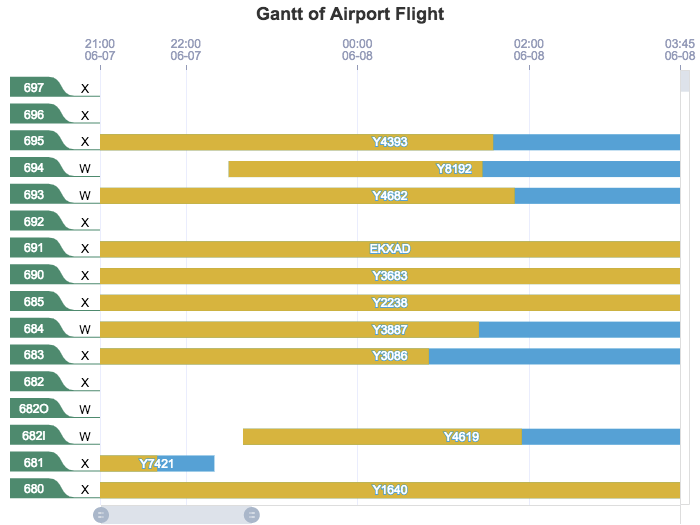 Gantt of Airport Flight
21:00 22:00 00:00 02:00 03:45
06-07 06-07 06-08 06-08 06-08
697 X
696 X
695 X Y4393
694 W Y8192
693 W Y4682
692 X
691 X EKXAD
690 X Y3683
685 X Y2238
684 W Y3887
683 X Y3086
682 X
682O W
682I W Y4619
681 X Y7421
680 X Y1640